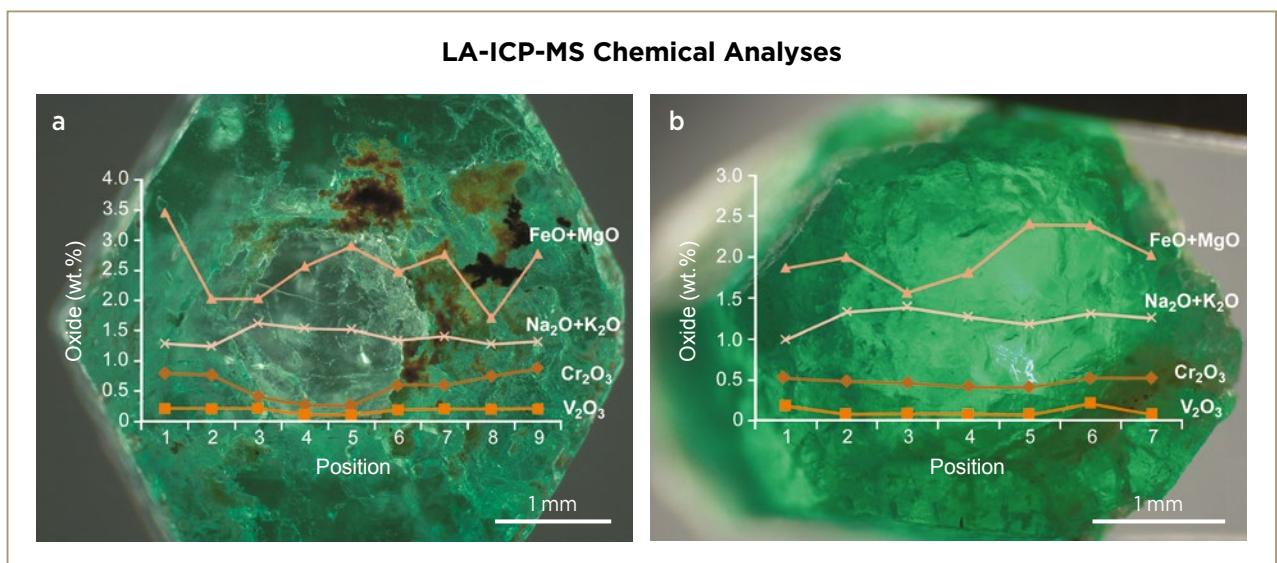 LA-ICP-MS Chemical Analyses
a
4.0
3.5
3.0
2.5
2.0
1.5
1.0
0.5
0
Oxide (wt.%)
FeO+MgO
Na₂O+K₂O
Cr₂O₃
V₂O₃
1 2 3 4 5 6 7 8 9
Position
1 mm
b
3.0
2.5
2.0
1.5
1.0
0.5
0
Oxide (wt.%)
FeO+MgO
Na₂O+K₂O
Cr₂O₃
V₂O₃
1 2 3 4 5 6 7
Position
1 mm